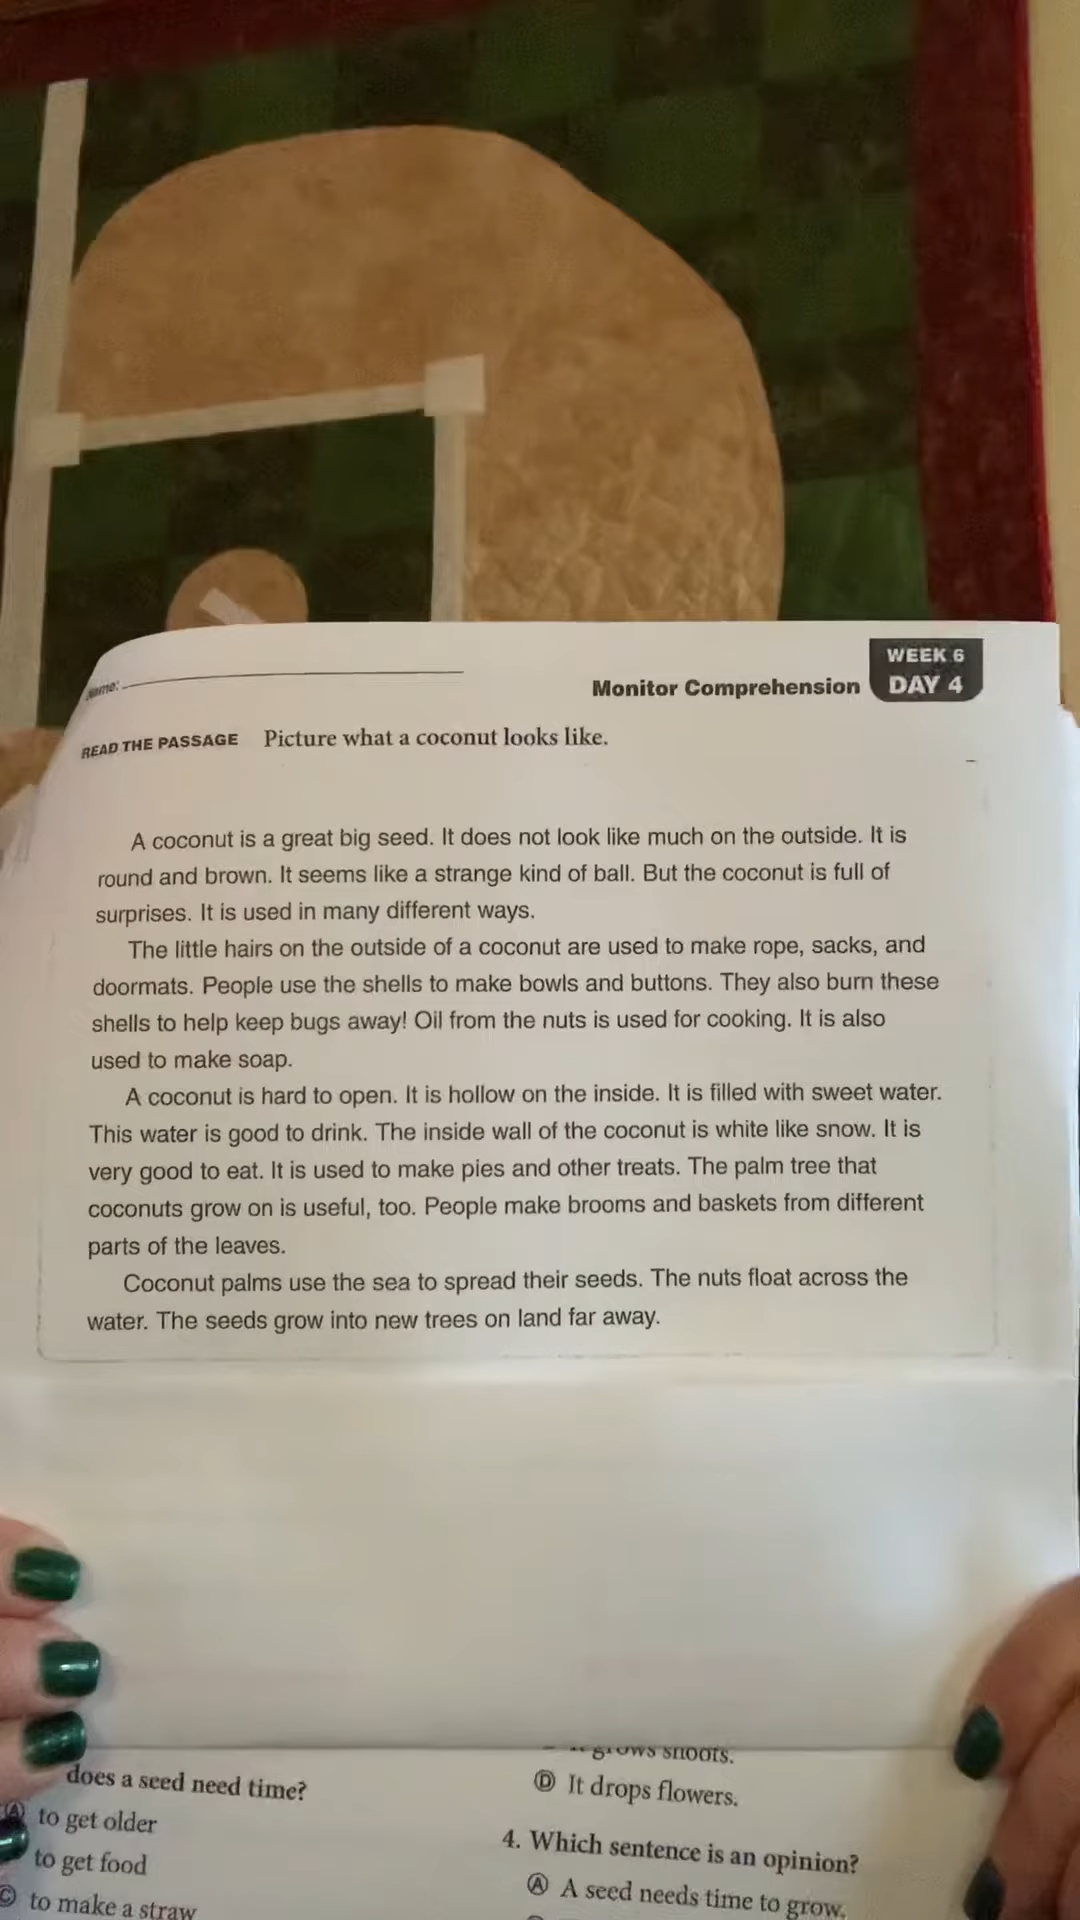 Name:
Monitor Comprehension
WEEK 6
DAY 4
READ THE PASSAGE Picture what a coconut looks like.
A coconut is a great big seed. It does not look like much on the outside. It is
round and brown. It seems like a strange kind of ball. But the coconut is full of
surprises. It is used in many different ways.
The little hairs on the outside of a coconut are used to make rope, sacks, and
doormats. People use the shells to make bowls and buttons. They also burn these
shells to help keep bugs away! Oil from the nuts is used for cooking. It is also
used to make soap.
A coconut is hard to open. It is hollow on the inside. It is filled with sweet water.
This water is good to drink. The inside wall of the coconut is white like snow. It is
very good to eat. It is used to make pies and other treats. The palm tree that
coconuts grow on is useful, too. People make brooms and baskets from different
parts of the leaves.
Coconut palms use the sea to spread their seeds. The nuts float across the
water. The seeds grow into new trees on land far away.
does a seed need time?
Ⓐ to get older
to get food
Ⓒ to make a straw
grows shoots.
Ⓓ It drops flowers.
4. Which sentence is an opinion?
Ⓐ A seed needs time to grow.